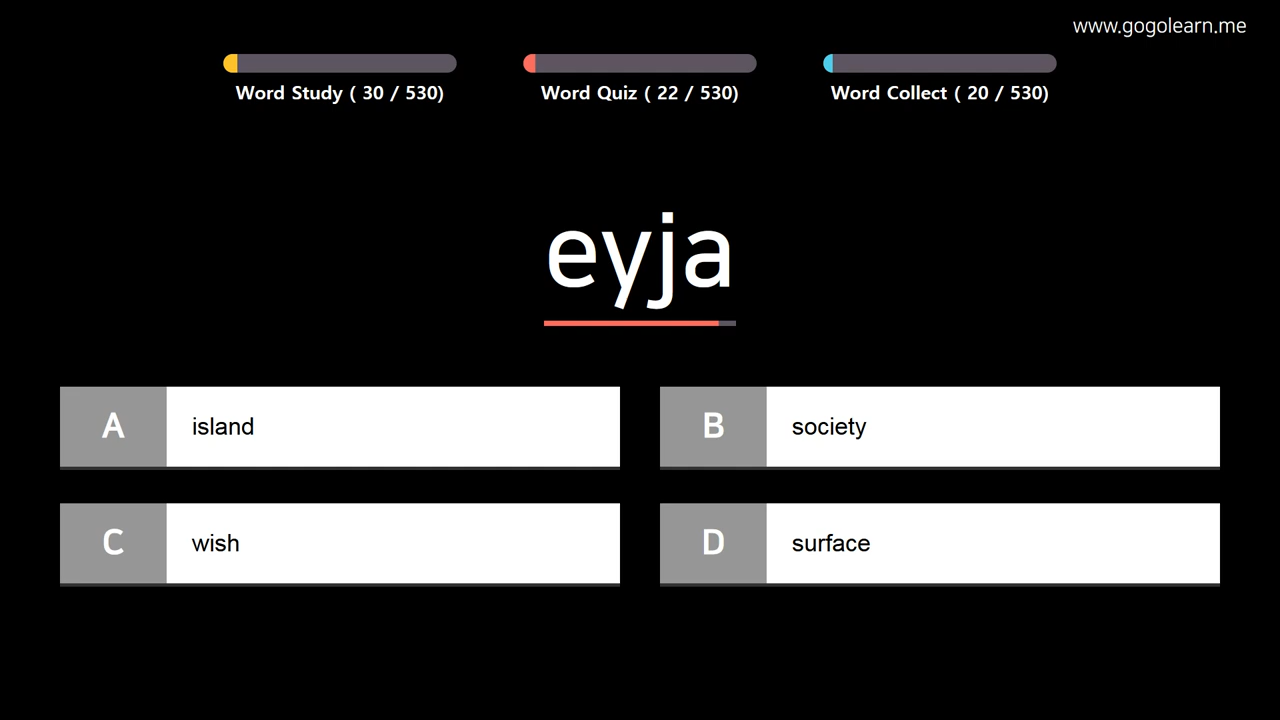 www.gogolearn.me
Word Study ( 30 / 530)
Word Quiz ( 22 / 530)
Word Collect ( 20 / 530)
eyja
A island
B society
C wish
D surface